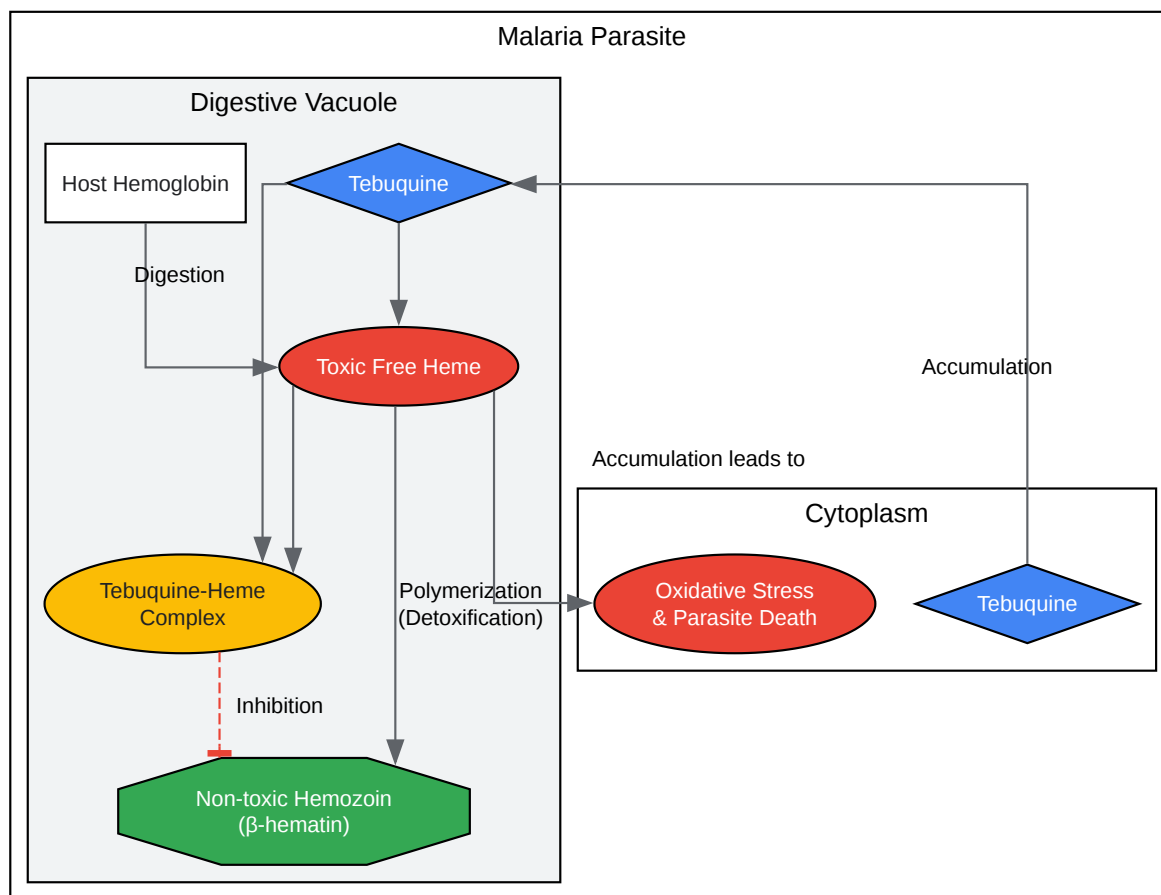 Malaria Parasite
Digestive Vacuole
Host Hemoglobin
Tebuquine
Digestion
Toxic Free Heme
Accumulation
Accumulation leads to
Cytoplasm
Tebuquine-Heme
Complex
Polymerization
(Detoxification)
Oxidative Stress
& Parasite Death
Tebuquine
Inhibition
Non-toxic Hemozoin
(β-hematin)